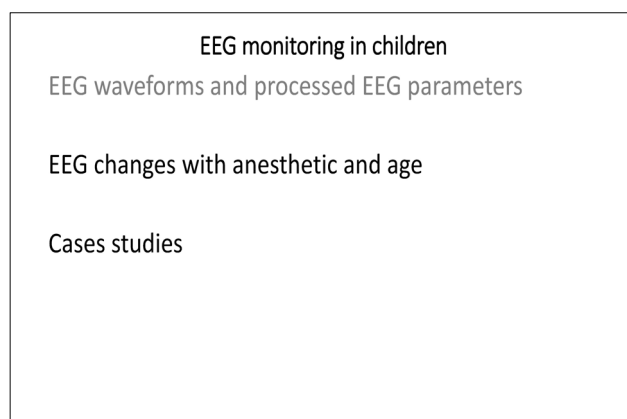 EEG monitoring in children
EEG waveforms and processed EEG parameters
EEG changes with anesthetic and age
Cases studies